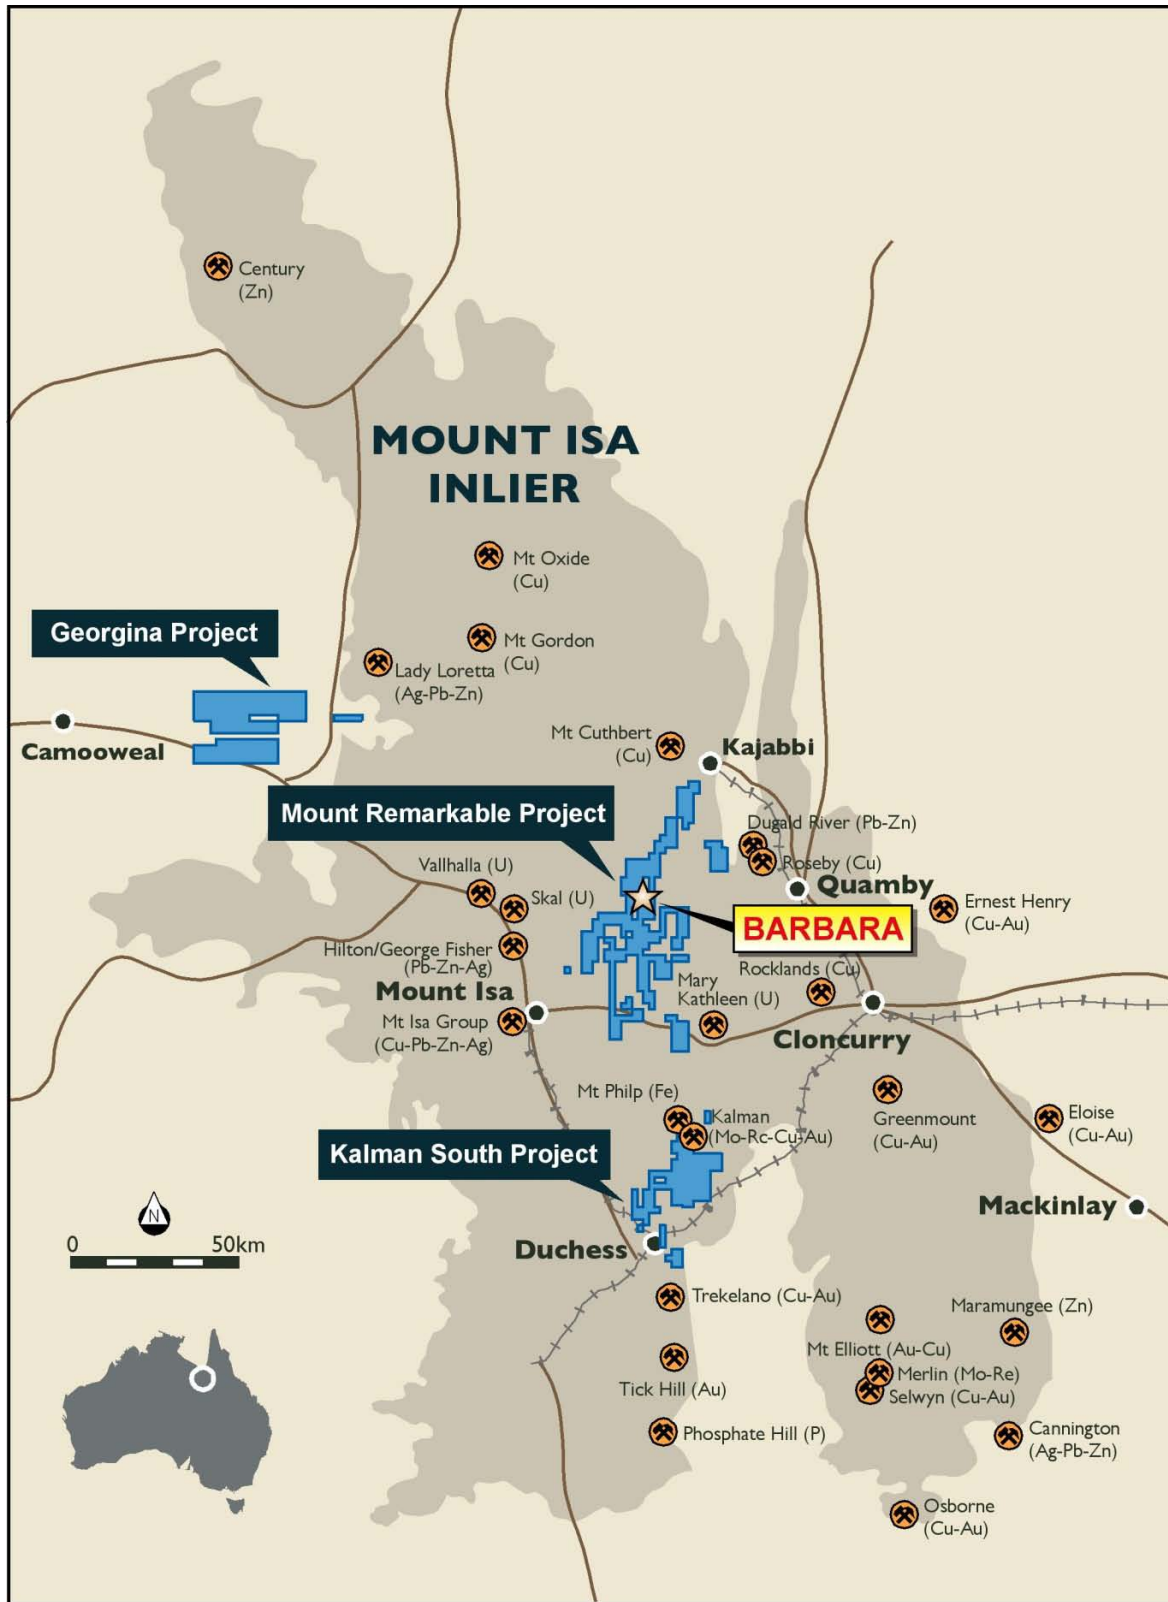 Century
(Zn)
MOUNT ISA
INLIER
Mt Oxide
(Cu)
Georgina Project
Mt Gordon
(Cu)
Lady Loretta
(Ag-Pb-Zn)
Camooweal
Mt Cuthbert
(Cu)
Kajabbi
Mount Remarkable Project
Dugald River (Pb-Zn)
Roseby (Cu)
Vallhalla (U)
Skal (U)
Quamby
Ernest Henry
(Cu-Au)
BARBARA
Hilton/George Fisher
(Pb-Zn-Ag)
Rocklands (Cu)
Mary
Kathleen (U)
Mount Isa
Mt Isa Group
(Cu-Pb-Zn-Ag)
Cloncurry
Mt Philp (Fe)
Kalman
(Mo-Rc-Cu-Au)
Greenmount
(Cu-Au)
Eloise
(Cu-Au)
Kalman South Project
Mackinlay
N
0 50km
Duchess
Trekelano (Cu-Au)
Maramungee (Zn)
Mt Elliott (Au-Cu)
Merlin (Mo-Re)
Selwyn (Cu-Au)
Tick Hill (Au)
Phosphate Hill (P)
Cannington
(Ag-Pb-Zn)
Osborne
(Cu-Au)